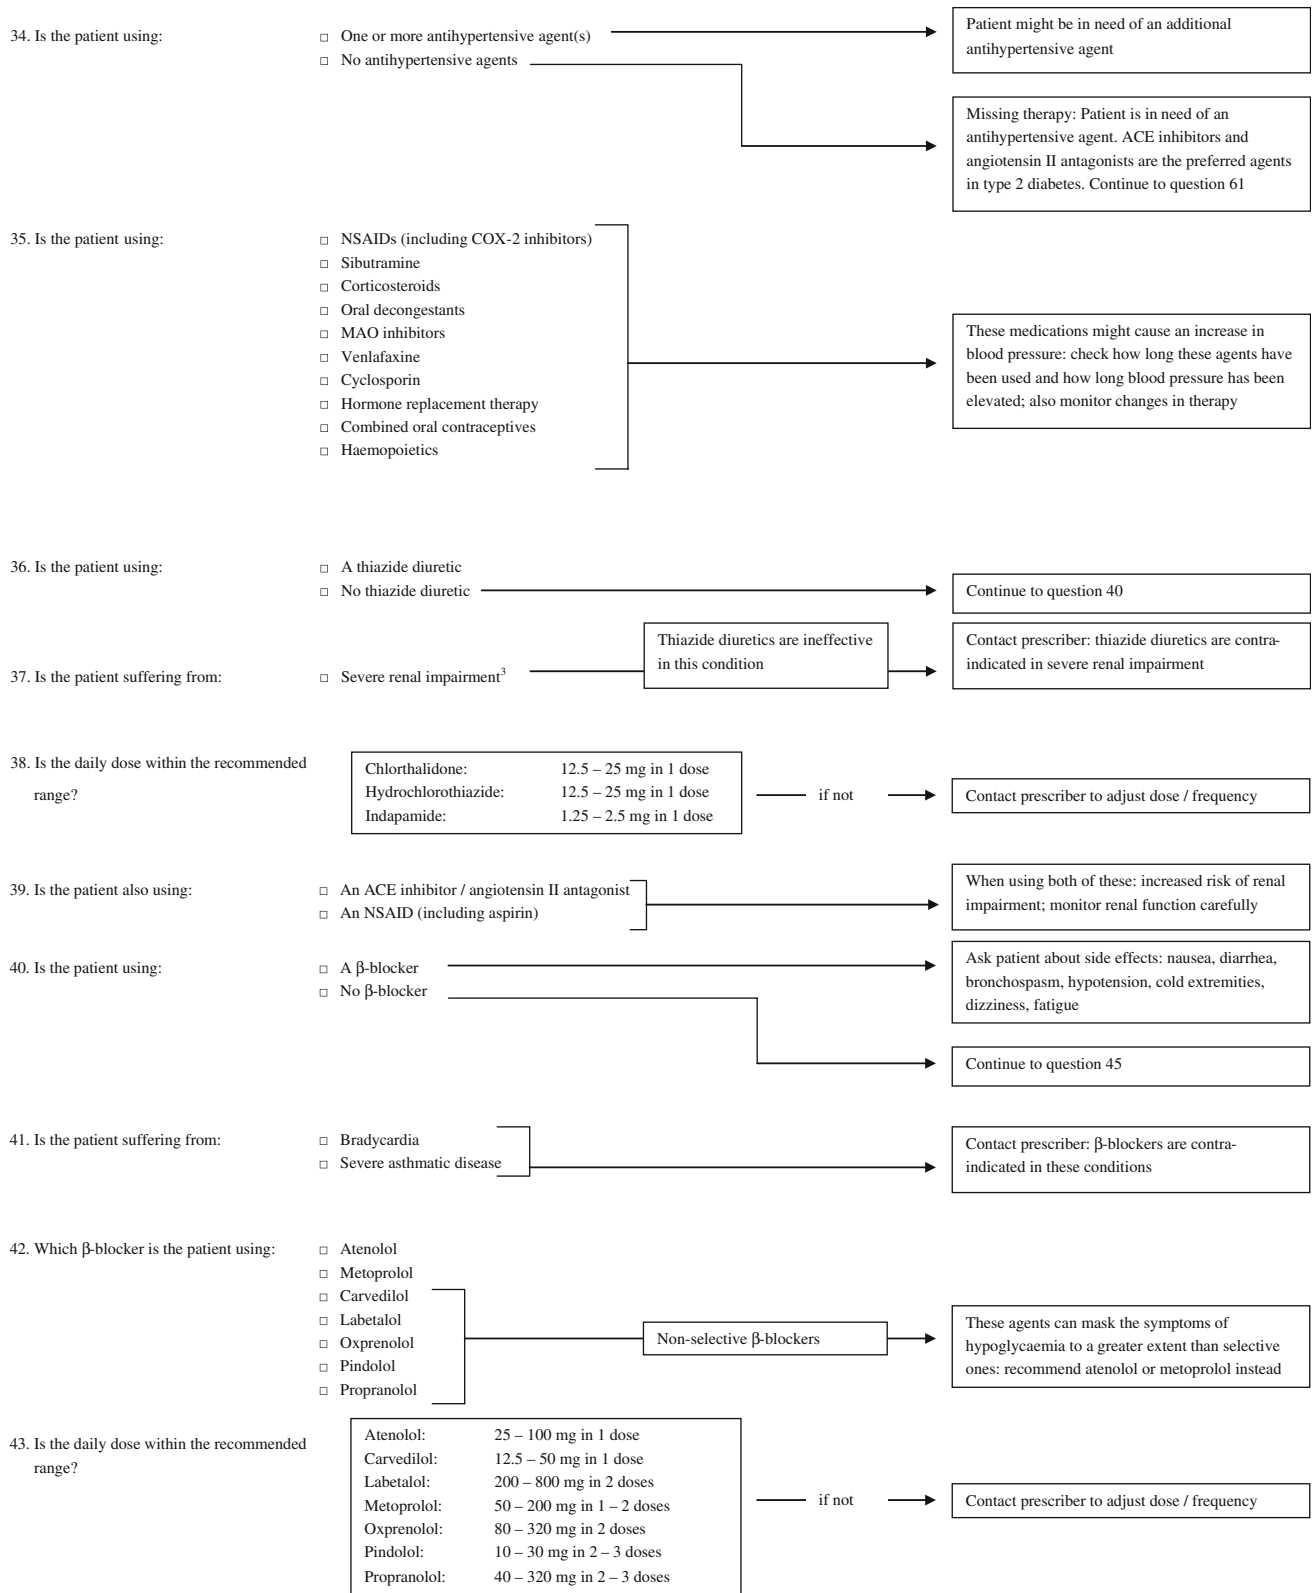 34. Is the patient using:
□ One or more antihypertensive agent(s)
□ No antihypertensive agents
Patient might be in need of an additional
antihypertensive agent
Missing therapy: Patient is in need of an
antihypertensive agent. ACE inhibitors and
angiotensin II antagonists are the preferred agents
in type 2 diabetes. Continue to question 61
35. Is the patient using:
□ NSAIDs (including COX-2 inhibitors)
□ Sibutramine
□ Corticosteroids
□ Oral decongestants
□ MAO inhibitors
□ Venlafaxine
□ Cyclosporin
□ Hormone replacement therapy
□ Combined oral contraceptives
□ Haemopoietics
These medications might cause an increase in
blood pressure: check how long these agents have
been used and how long blood pressure has been
elevated; also monitor changes in therapy
36. Is the patient using:
□ A thiazide diuretic
□ No thiazide diuretic
Continue to question 40
37. Is the patient suffering from:
□ Severe renal impairment³
Thiazide diuretics are ineffective
in this condition
Contact prescriber: thiazide diuretics are contra-
indicated in severe renal impairment
38. Is the daily dose within the recommended
range?
Chlorthalidone: 12.5 – 25 mg in 1 dose
Hydrochlorothiazide: 12.5 – 25 mg in 1 dose
Indapamide: 1.25 – 2.5 mg in 1 dose
if not
Contact prescriber to adjust dose / frequency
39. Is the patient also using:
□ An ACE inhibitor / angiotensin II antagonist
□ An NSAID (including aspirin)
When using both of these: increased risk of renal
impairment; monitor renal function carefully
40. Is the patient using:
□ A β-blocker
□ No β-blocker
Ask patient about side effects: nausea, diarrhea,
bronchospasm, hypotension, cold extremities,
dizziness, fatigue
Continue to question 45
41. Is the patient suffering from:
□ Bradycardia
□ Severe asthmatic disease
Contact prescriber: β-blockers are contra-
indicated in these conditions
42. Which β-blocker is the patient using:
□ Atenolol
□ Metoprolol
□ Carvedilol
□ Labetalol
□ Oxprenolol
□ Pindolol
□ Propranolol
Non-selective β-blockers
These agents can mask the symptoms of
hypoglycaemia to a greater extent than selective
ones: recommend atenolol or metoprolol instead
43. Is the daily dose within the recommended
range?
Atenolol: 25 – 100 mg in 1 dose
Carvedilol: 12.5 – 50 mg in 1 dose
Labetalol: 200 – 800 mg in 2 doses
Metoprolol: 50 – 200 mg in 1 – 2 doses
Oxprenolol: 80 – 320 mg in 2 doses
Pindolol: 10 – 30 mg in 2 – 3 doses
Propranolol: 40 – 320 mg in 2 – 3 doses
if not
Contact prescriber to adjust dose / frequency